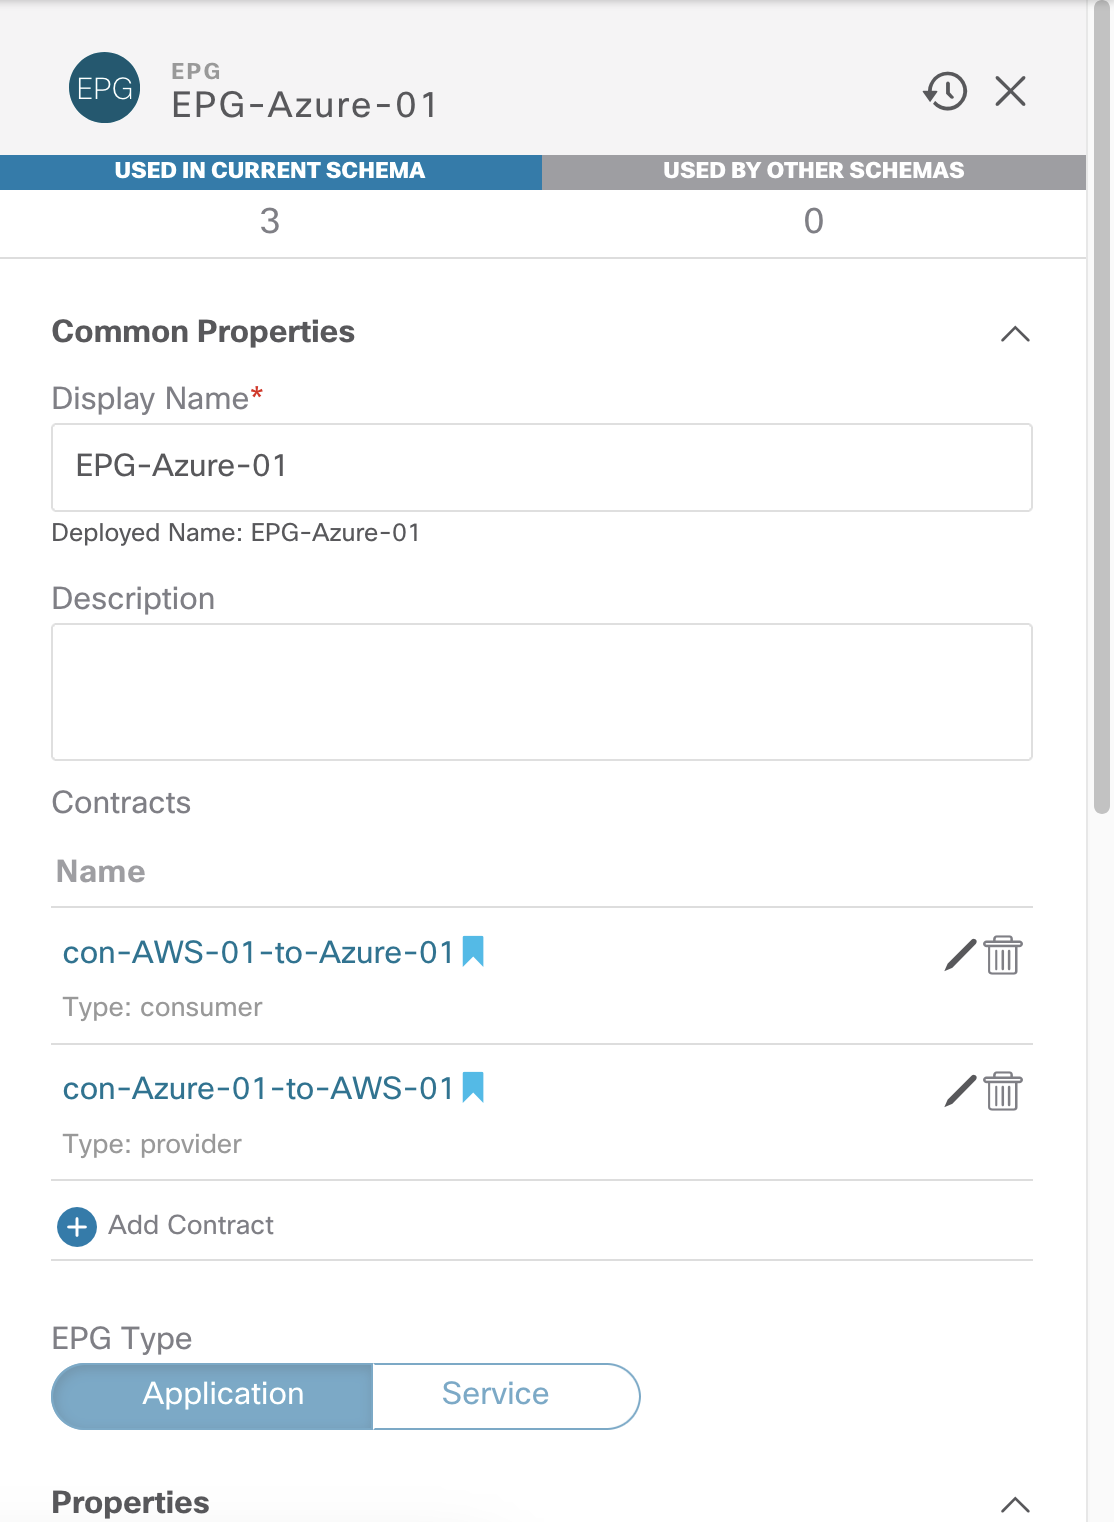 EPG
EPG
EPG-Azure-01
USED IN CURRENT SCHEMA
USED BY OTHER SCHEMAS
3
0
Common Properties
Display Name*
EPG-Azure-01
Deployed Name: EPG-Azure-01
Description
Contracts
Name
con-AWS-01-to-Azure-01
Type: consumer
con-Azure-01-to-AWS-01
Type: provider
Add Contract
EPG Type
Application
Service
Properties